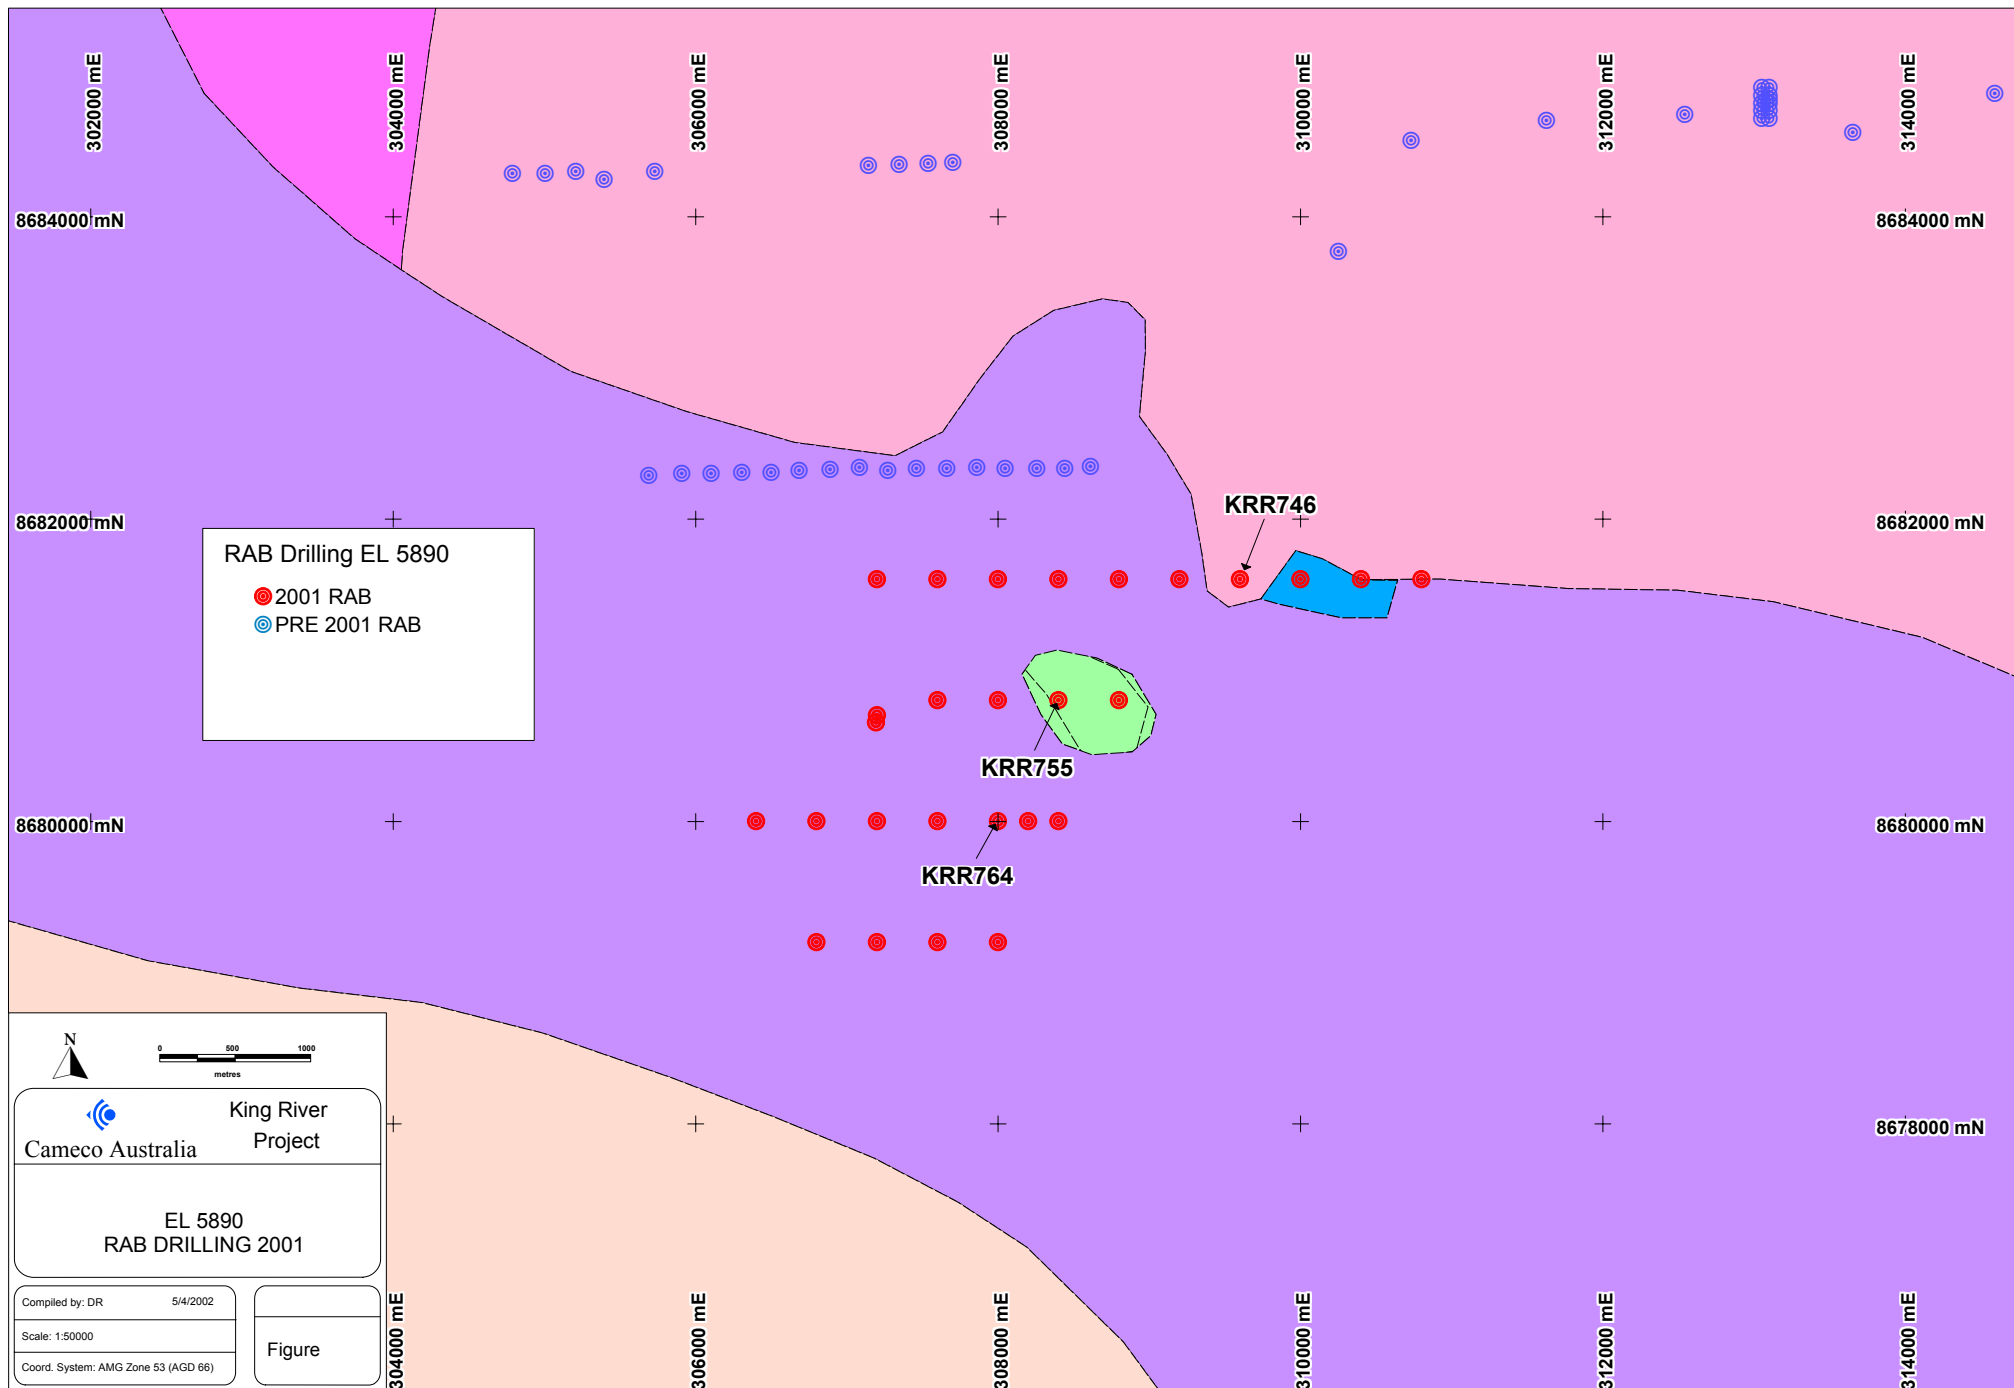 302000 mE
304000 mE
306000 mE
308000 mE
310000 mE
312000 mE
314000 mE
8684000 mN
8684000 mN
8682000 mN
8682000 mN
KRR746
RAB Drilling EL 5890
2001 RAB
PRE 2001 RAB
KRR755
8680000 mN
8680000 mN
KRR764
N
0 500 1000
metres
King River
Project
Cameco Australia
8678000 mN
EL 5890
RAB DRILLING 2001
Compiled by: DR 5/4/2002
Scale: 1:50000
Coord. System: AMG Zone 53 (AGD 66)
Figure
304000 mE
306000 mE
308000 mE
310000 mE
312000 mE
314000 mE